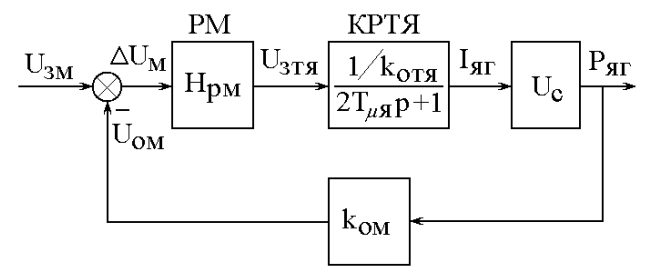 РМ КРТЯ
Uзм ΔUм Hрм Uзтя 1/kотя Iяг Uс Pяг
2Tμяp+1
−
Uом
kом